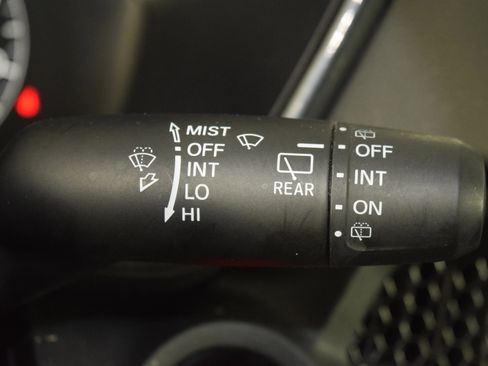 MIST
OFF
INT
LO
HI
REAR
OFF
INT
ON